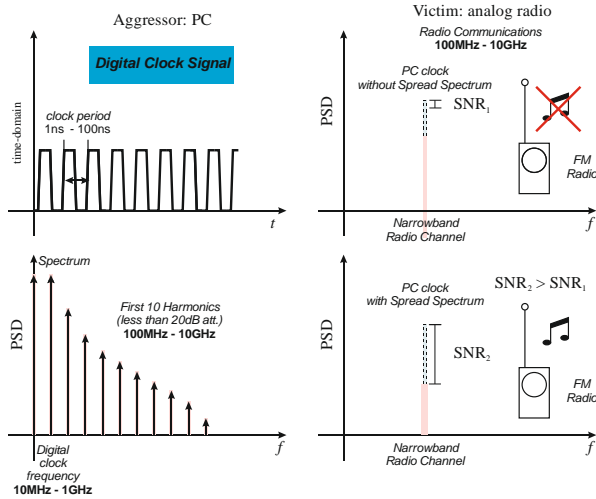 Aggressor: PC
Digital Clock Signal
clock period
1ns - 100ns
time-domain
t
Victim: analog radio
Radio Communications
100MHz - 10GHz
PC clock
without Spread Spectrum
SNR1
PSD
FM
Radio
Narrowband
Radio Channel
f
Spectrum
First 10 Harmonics
(less than 20dB att.)
100MHz - 10GHz
PSD
f
Digital
clock
frequency
10MHz - 1GHz
PC clock
with Spread Spectrum
SNR2 > SNR1
SNR2
PSD
FM
Radio
Narrowband
Radio Channel
f